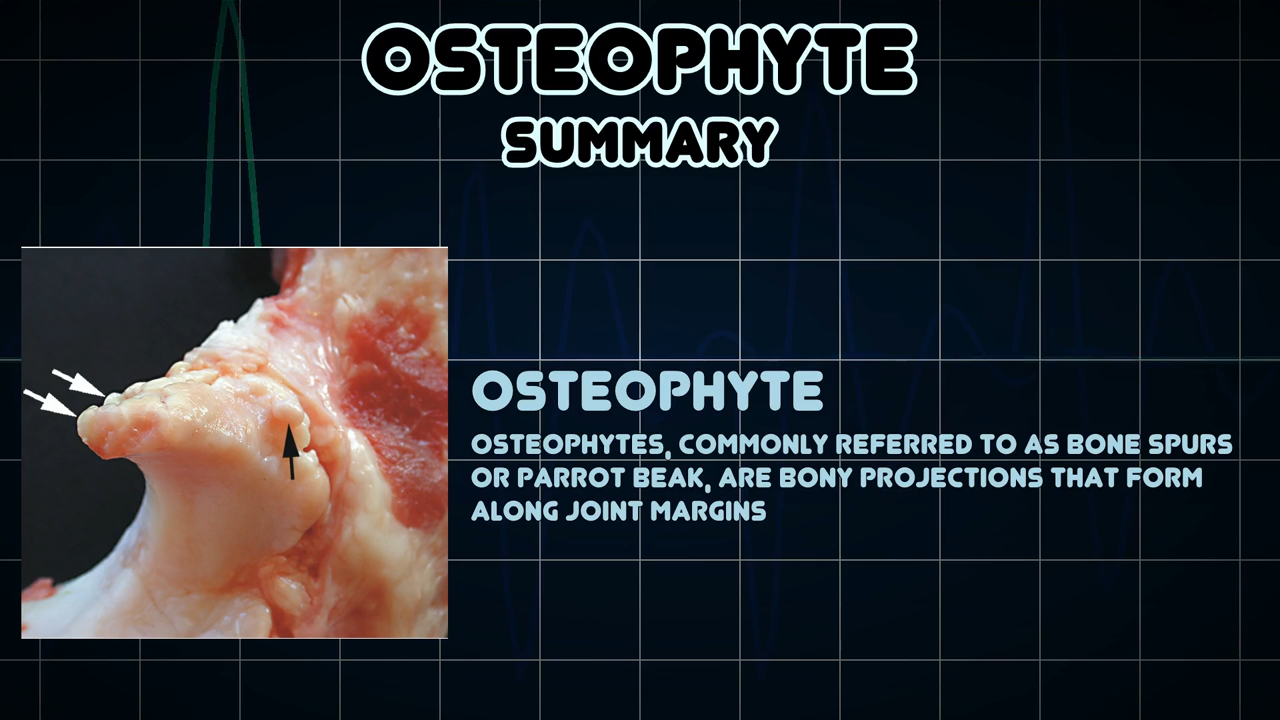 OSTEOPHYTE
SUMMARY
OSTEOPHYTE
OSTEOPHYTES, COMMONLY REFERRED TO AS BONE SPURS
OR PARROT BEAK, ARE BONY PROJECTIONS THAT FORM
ALONG JOINT MARGINS